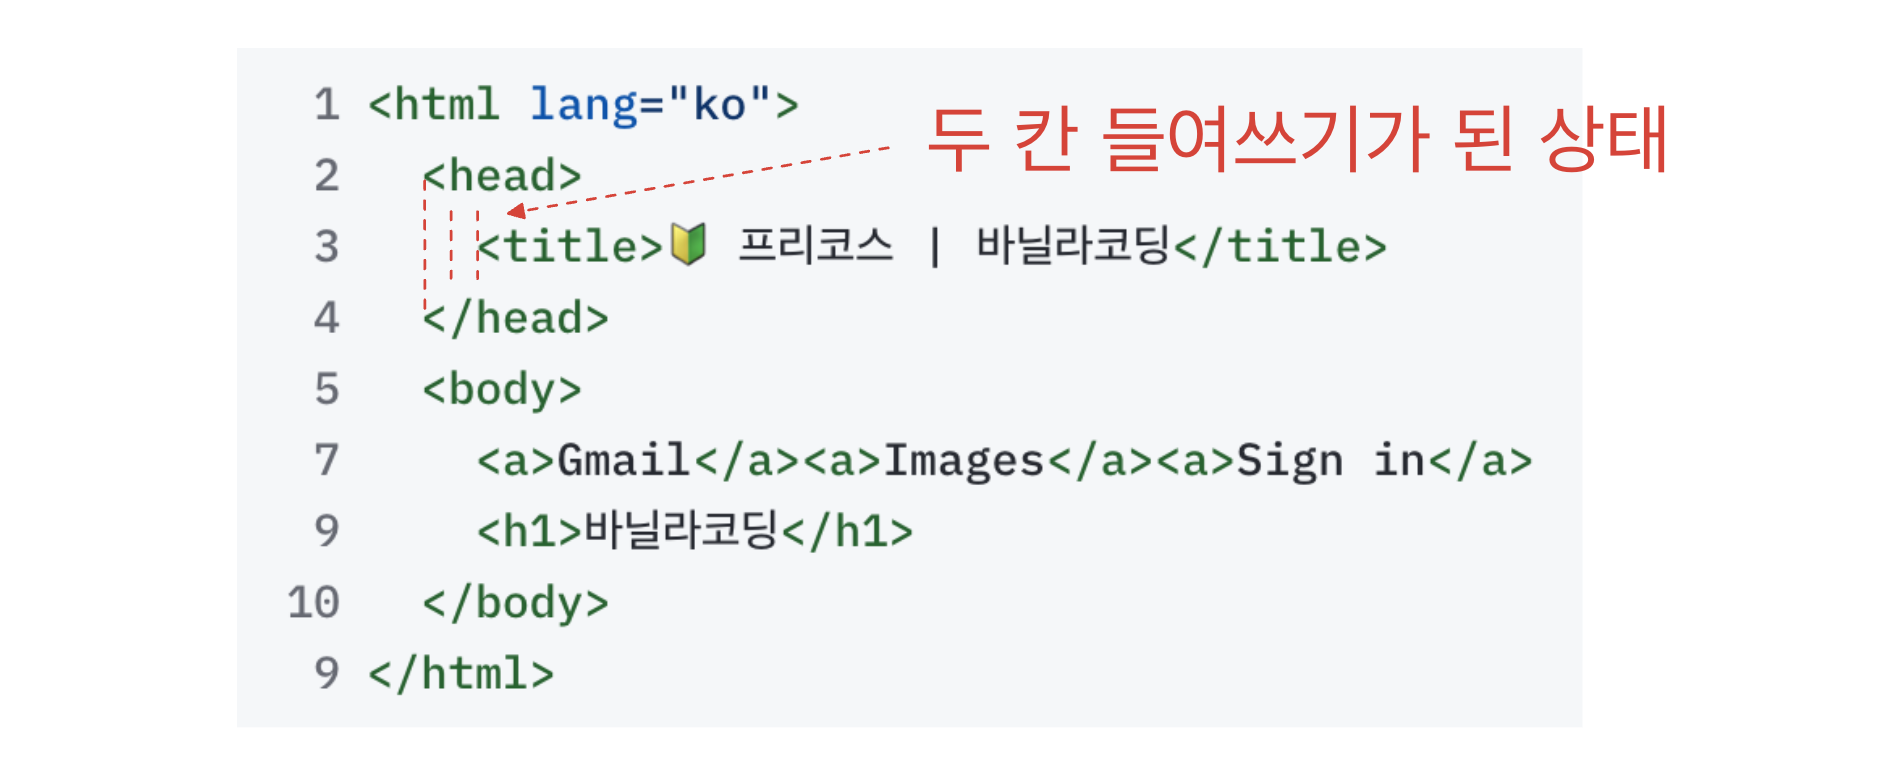 1 <html lang="ko">
두 칸 들여쓰기가 된 상태
2   <head>
3     <title>🔰 프리코스 | 바닐라코딩</title>
4   </head>
5   <body>
7     <a>Gmail</a><a>Images</a><a>Sign in</a>
9     <h1>바닐라코딩</h1>
10   </body>
9 </html>